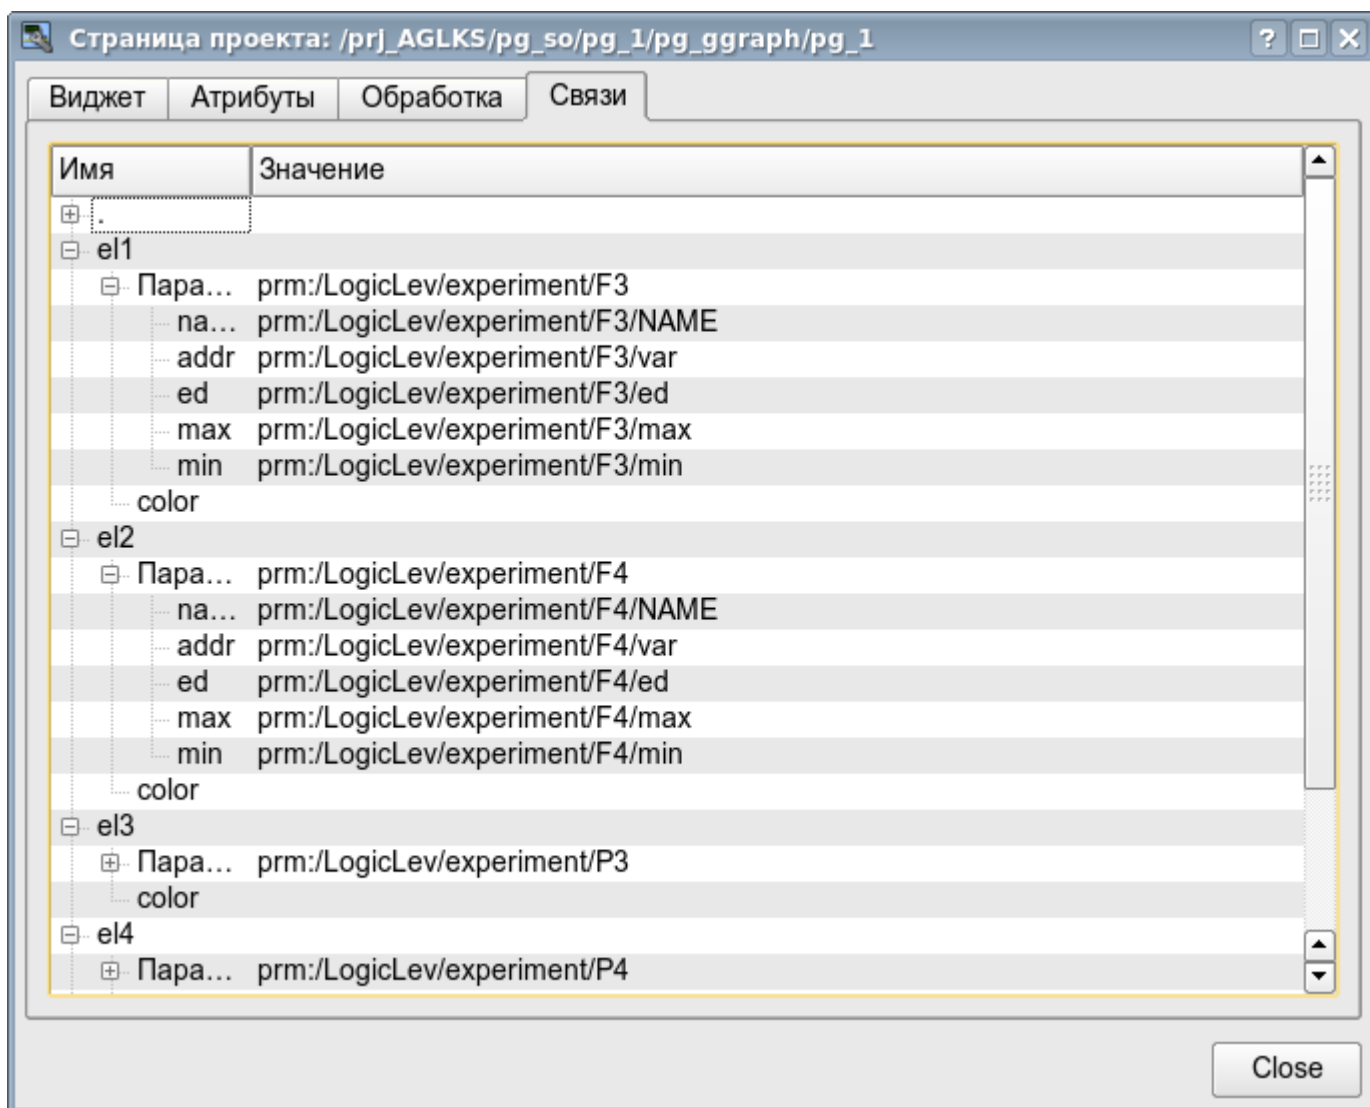 Страница проекта: /prj_AGLKS/pg_so/pg_1/pg_ggraph/pg_1
Виджет Атрибуты Обработка Связи
Имя Значение
.
el1
Пара... prm:/LogicLev/experiment/F3
na... prm:/LogicLev/experiment/F3/NAME
addr prm:/LogicLev/experiment/F3/var
ed prm:/LogicLev/experiment/F3/ed
max prm:/LogicLev/experiment/F3/max
min prm:/LogicLev/experiment/F3/min
color
el2
Пара... prm:/LogicLev/experiment/F4
na... prm:/LogicLev/experiment/F4/NAME
addr prm:/LogicLev/experiment/F4/var
ed prm:/LogicLev/experiment/F4/ed
max prm:/LogicLev/experiment/F4/max
min prm:/LogicLev/experiment/F4/min
color
el3
Пара... prm:/LogicLev/experiment/P3
color
el4
Пара... prm:/LogicLev/experiment/P4
Close